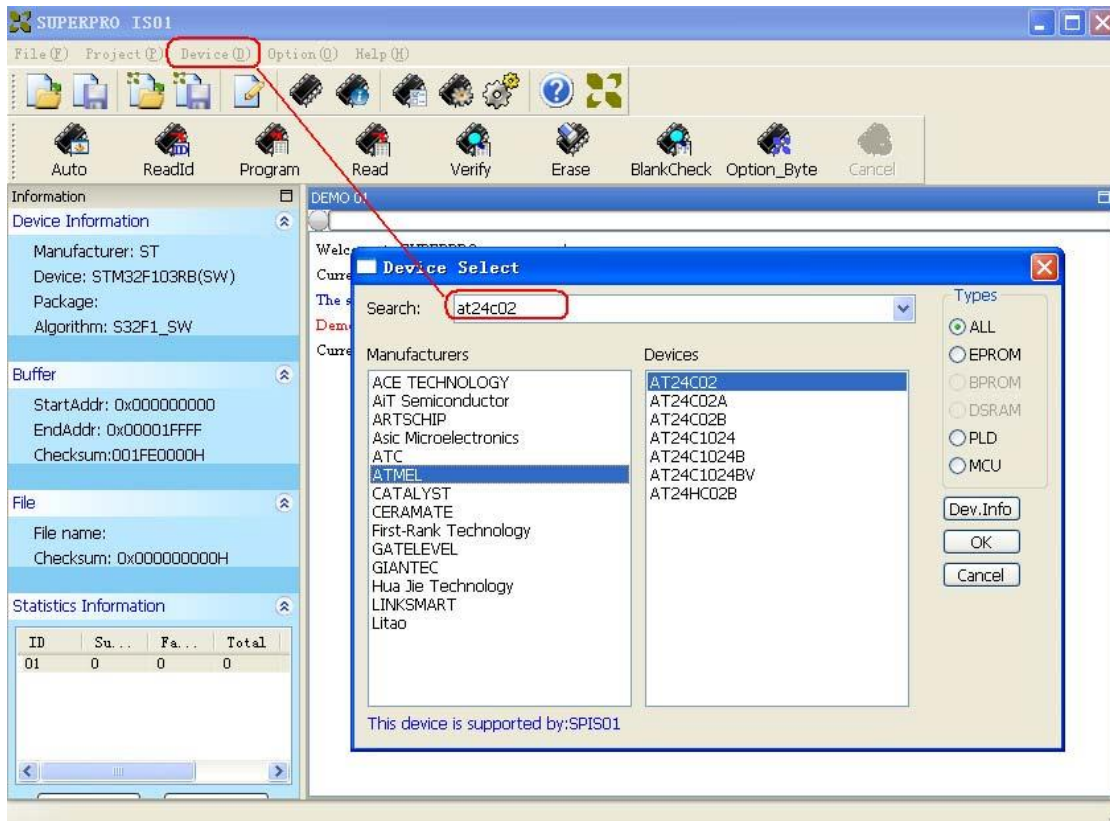 SUPERPRO IS01
File(F) Project(P) Device(D) Option(O) Help(H)
Auto ReadId Program Read Verify Erase BlankCheck Option_Byte Cancel
Information
Device Information
Manufacturer: ST
Device: STM32F103RB(SW)
Package:
Algorithm: S32F1_SW
Buffer
StartAddr: 0x000000000
EndAddr: 0x00001FFFF
Checksum:001FE0000H
File
File name:
Checksum: 0x000000000H
Statistics Information
ID Su... Fa... Total
01 0 0 0
DEMO 01
Curre
The s
Curre
Device Select
Search: at24c02
Manufacturers
ACE TECHNOLOGY
AiT Semiconductor
ARTSCHIP
Asic Microelectronics
ATC
ATMEL
CATALYST
CERAMATE
First-Rank Technology
GATELEVEL
GIANTEC
Hua Jie Technology
LINKSMART
Litao
Devices
AT24C02
AT24C02A
AT24C02B
AT24C1024
AT24C1024B
AT24C1024BV
AT24HC02B
Types
ALL
EPROM
BPROM
DSRAM
PLD
MCU
Dev.Info
OK
Cancel
This device is supported by:SPIS01